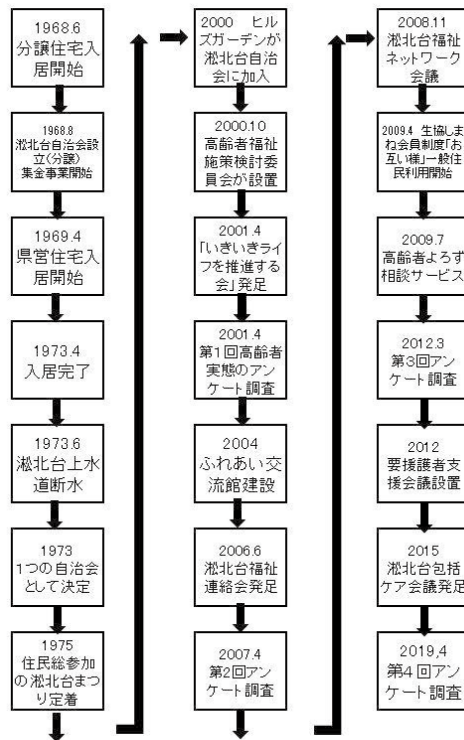 1968.6
分譲住宅入
居開始
1968.8
淞北台自治会設
立(分譲)
集金事業開始
1969.4
県営住宅入
居開始
1973.4
入居完了
1973.6
淞北台上水
道断水
1973
1つの自治会
として決定
1975
住民総参加
の淞北台まつ
り定着
2000 ヒル
ズガーデンが
淞北台自治
会に加入
2000.10
高齢者福祉
施策検討委
員会が設置
2001.4
「いきいきライ
フを推進する
会」発足
2001.4
第1回高齢者
実態のアン
ケート調査
2004
ふれあい交
流館建設
2006.6
淞北台福祉
連絡会発足
2007.4
第2回アン
ケート調査
2008.11
淞北台福祉
ネットワーク
会議
2009.4 生協しま
ね会員制度「お
互い様」一般住
民利用開始
2009.7
高齢者よろず
相談サービス
2012.3
第3回アン
ケート調査
2012
要援護者支
援会議設置
2015
淞北台包括
ケア会議発足
2019,4
第4回アン
ケート調査